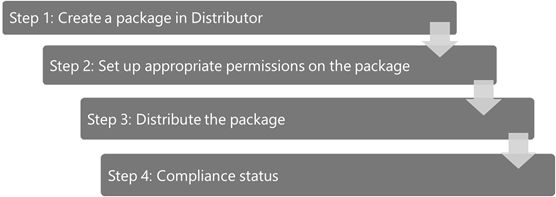 Step 1: Create a package in Distributor
Step 2: Set up appropriate permissions on the package
Step 3: Distribute the package
Step 4: Compliance status